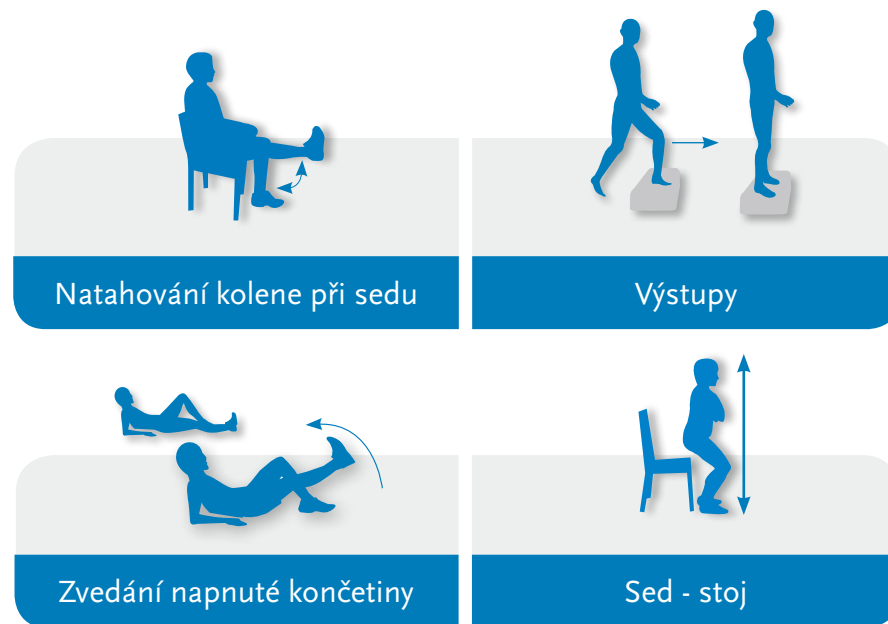 Natahování kolene při sedu
Výstupy
Zvedání napnuté končetiny
Sed - stoj